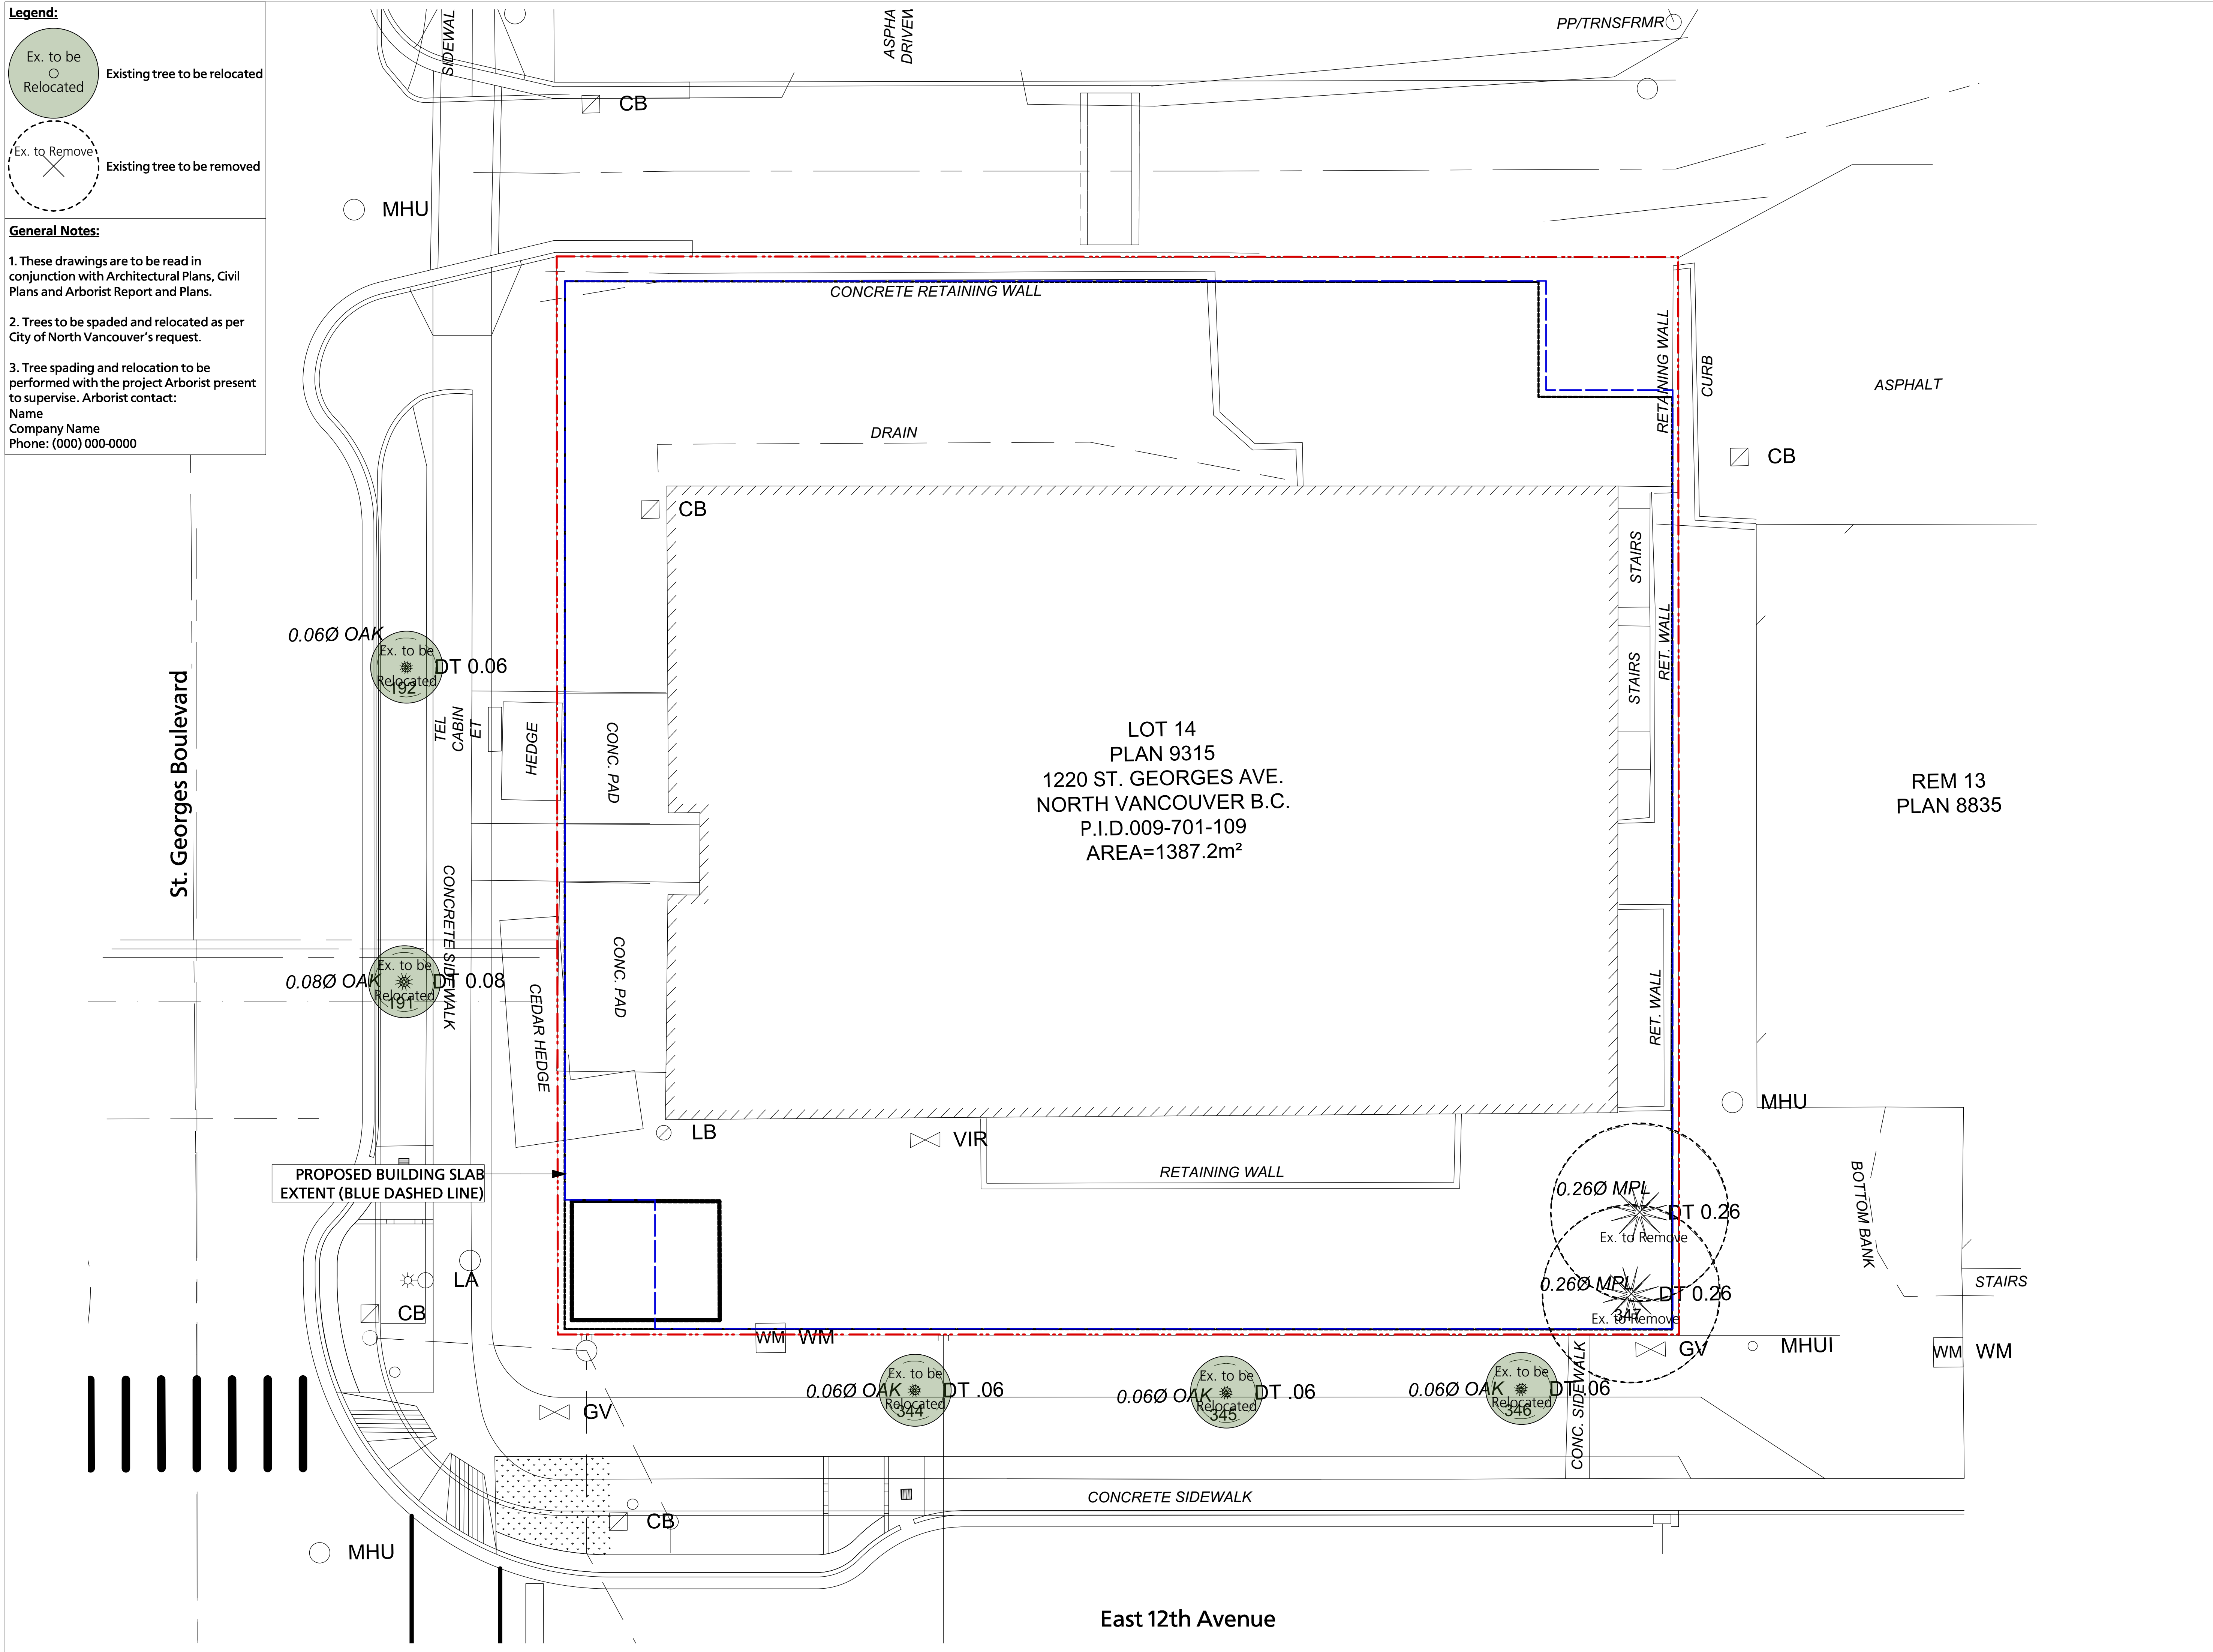 Legend:
Ex. to be
Relocated
Existing tree to be relocated
Ex. to Remove
Existing tree to be removed
General Notes:
1. These drawings are to be read in
conjunction with Architectural Plans, Civil
Plans and Arborist Report and Plans.
2. Trees to be spaded and relocated as per
City of North Vancouver's request.
3. Tree spading and relocation to be
performed with the project Arborist present
to supervise. Arborist contact:
Name
Company Name
Phone: (000) 000-0000
SIDEWAL
ASPHA
DRIVEW
PP/TRNSFRMR
CB
MHU
CONCRETE RETAINING WALL
RETAINING WALL
CURB
ASPHALT
DRAIN
CB
CB
STAIRS
STAIRS
RET. WALL
0.06Ø OAK
Ex. to be
Relocated
192
DT 0.06
TEL
CABIN
ET
HEDGE
CONC. PAD
St. Georges Boulevard
LOT 14
PLAN 9315
1220 ST. GEORGES AVE.
NORTH VANCOUVER B.C.
P.I.D.009-701-109
AREA=1387.2m²
REM 13
PLAN 8835
CONCRETE SIDEWALK
0.08Ø OAK
Ex. to be
Relocated
191
DT 0.08
CEDAR HEDGE
CONC. PAD
RET. WALL
MHU
LB
VIR
RETAINING WALL
PROPOSED BUILDING SLAB
EXTENT (BLUE DASHED LINE)
0.26Ø MPL
DT 0.26
Ex. to Remove
0.26Ø MPL
DT 0.26
347
Ex. to Remove
BOTTOM BANK
STAIRS
LA
CB
WM
WM
GV
MHUI
WM
WM
0.06Ø OAK
Ex. to be
Relocated
344
DT .06
0.06Ø OAK
Ex. to be
Relocated
345
DT .06
0.06Ø OAK
Ex. to be
Relocated
346
DT .06
CONC. SIDEWALK
GV
CONCRETE SIDEWALK
CB
MHU
East 12th Avenue